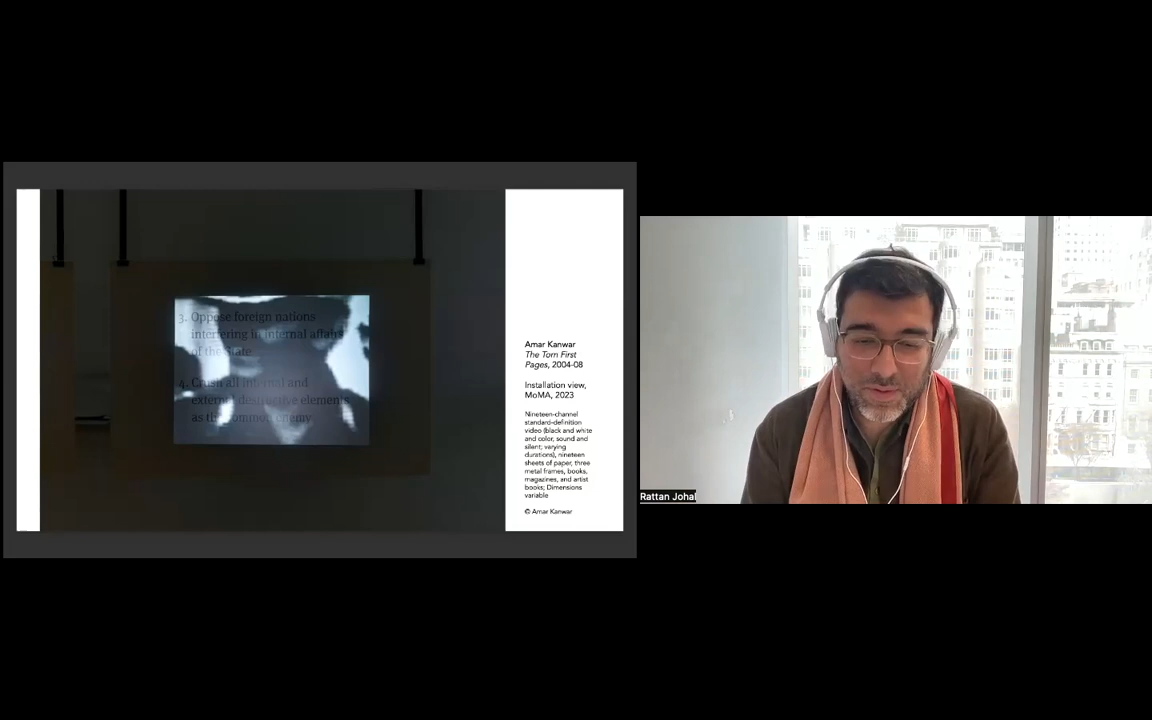 3. Oppose foreign nations
interfering in internal affairs
of the State
4. Crush all internal and
external destructive elements
as the common enemy
Amar Kanwar
The Torn First
Pages, 2004-08
Installation view,
MoMA, 2023
Nineteen-channel
standard-definition
video (black and white
and color, sound and
silent; varying
durations), nineteen
sheets of paper, three
metal frames, books,
magazines, and artist
books; Dimensions
variable
© Amar Kanwar
Rattan Johal